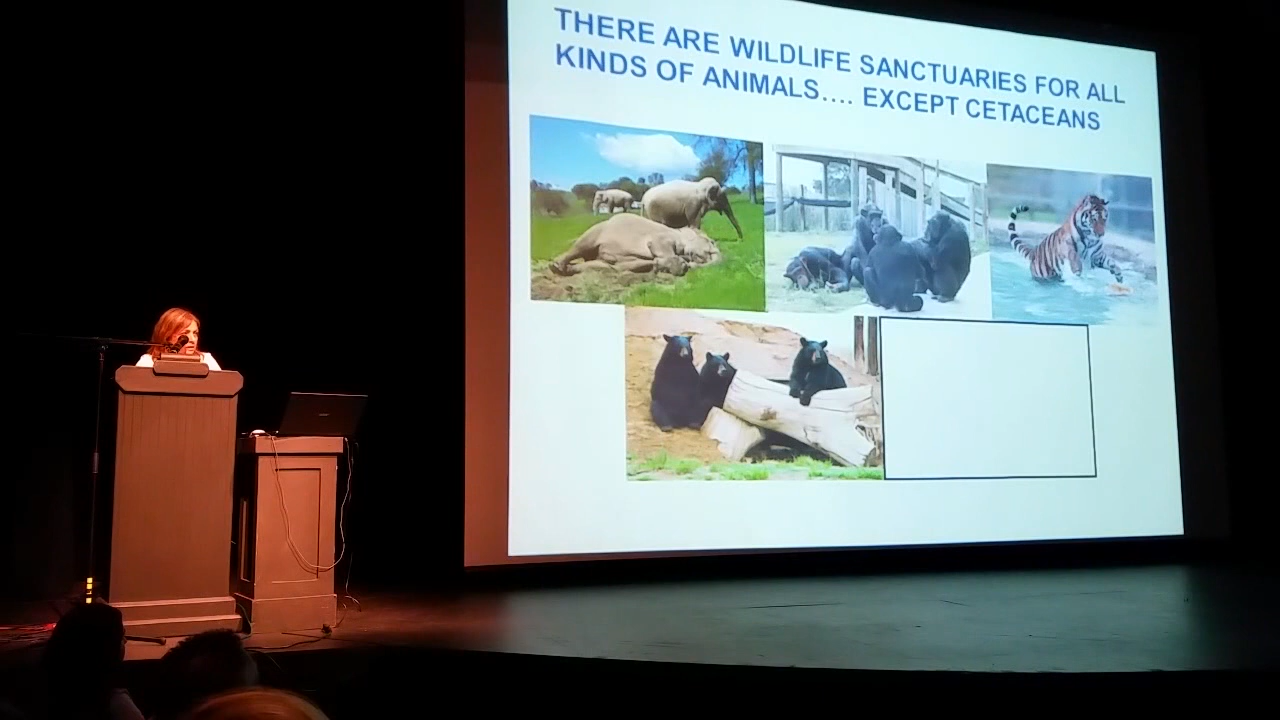 THERE ARE WILDLIFE SANCTUARIES FOR ALL
KINDS OF ANIMALS.... EXCEPT CETACEANS